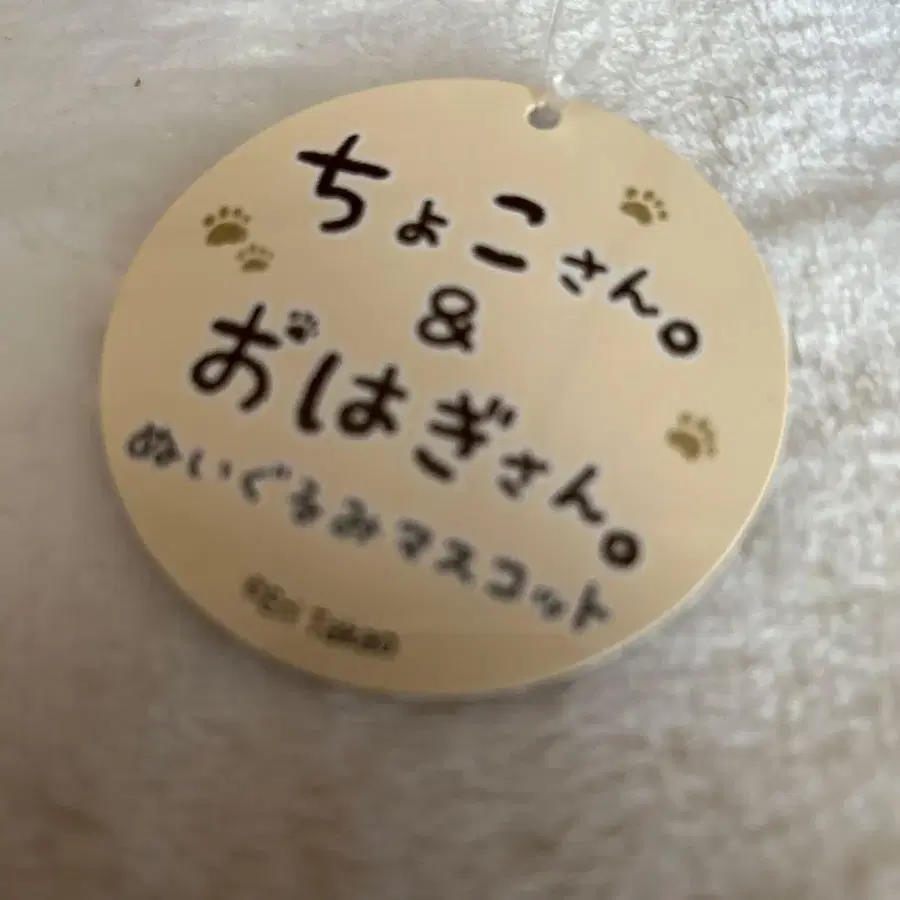 ちょこさん。
&
おはぎさん。
ぬいぐるみマスコット